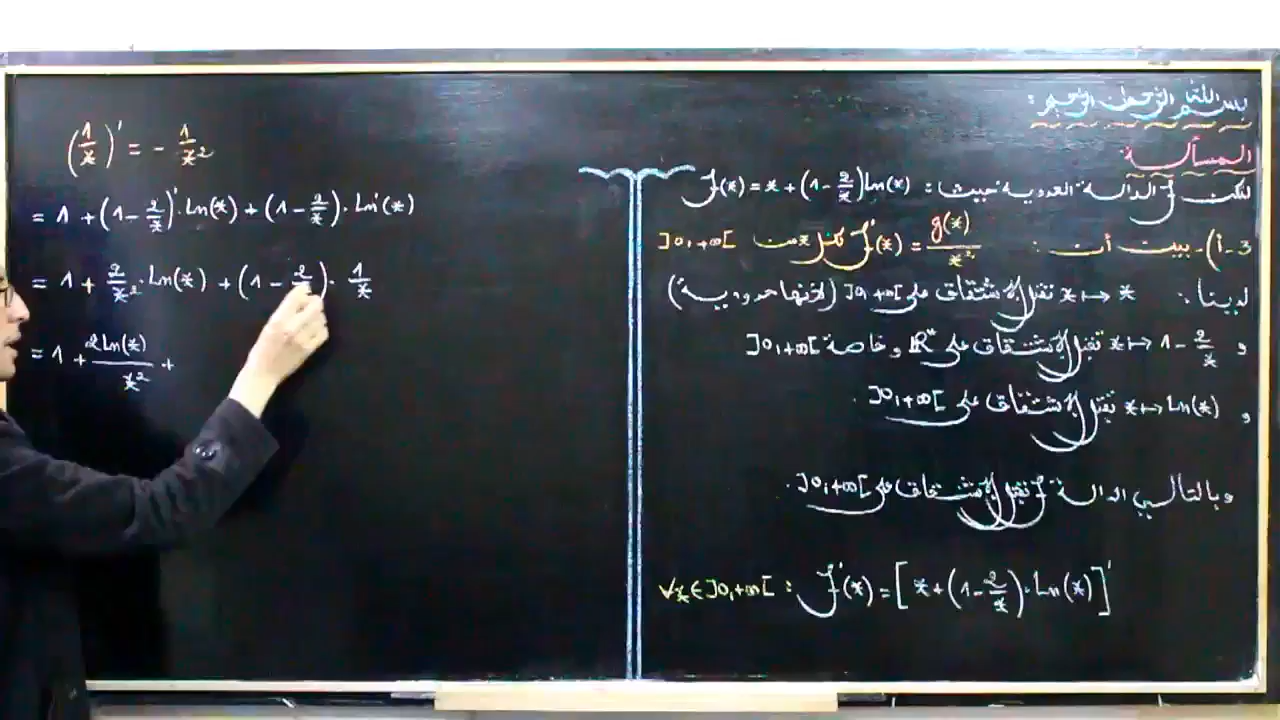 بسم الله الرحمن الرحيم:
المسألة:
لتكن f الدالة العددية حيث: f(x) = x + (1 - 2/x)Ln(x)
3-أ)- بين أن: f'(x) = g(x)/x² لكل x من ]0,+∞[
لدينا: x ↦ x تقبل الاشتقاق على ]0,+∞[ (لأنها حدودية)
و x ↦ 1 - 2/x تقبل الاشتقاق على ℝ* وخاصة ]0,+∞[
و x ↦ Ln(x) تقبل الاشتقاق على ]0,+∞[.
وبالتالي الدالة f تقبل الاشتقاق على ]0,+∞[.
∀x∈]0,+∞[ : f'(x) = [x + (1 - 2/x)·Ln(x)]'
(1/x)' = - 1/x²
= 1 + (1 - 2/x)'·Ln(x) + (1 - 2/x)·Ln'(x)
= 1 + 2/x²·Ln(x) + (1 - 2/)·1/x
= 1 + 2Ln(x)/x² +